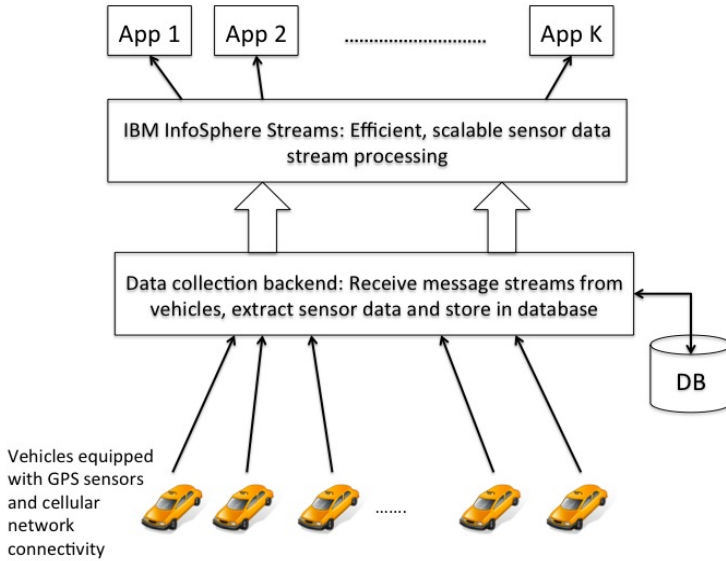 App 1 App 2 ................................... App K
IBM InfoSphere Streams: Efficient, scalable sensor data
stream processing
Data collection backend: Receive message streams from
vehicles, extract sensor data and store in database
DB
Vehicles equipped
with GPS sensors
and cellular
network
connectivity
.......